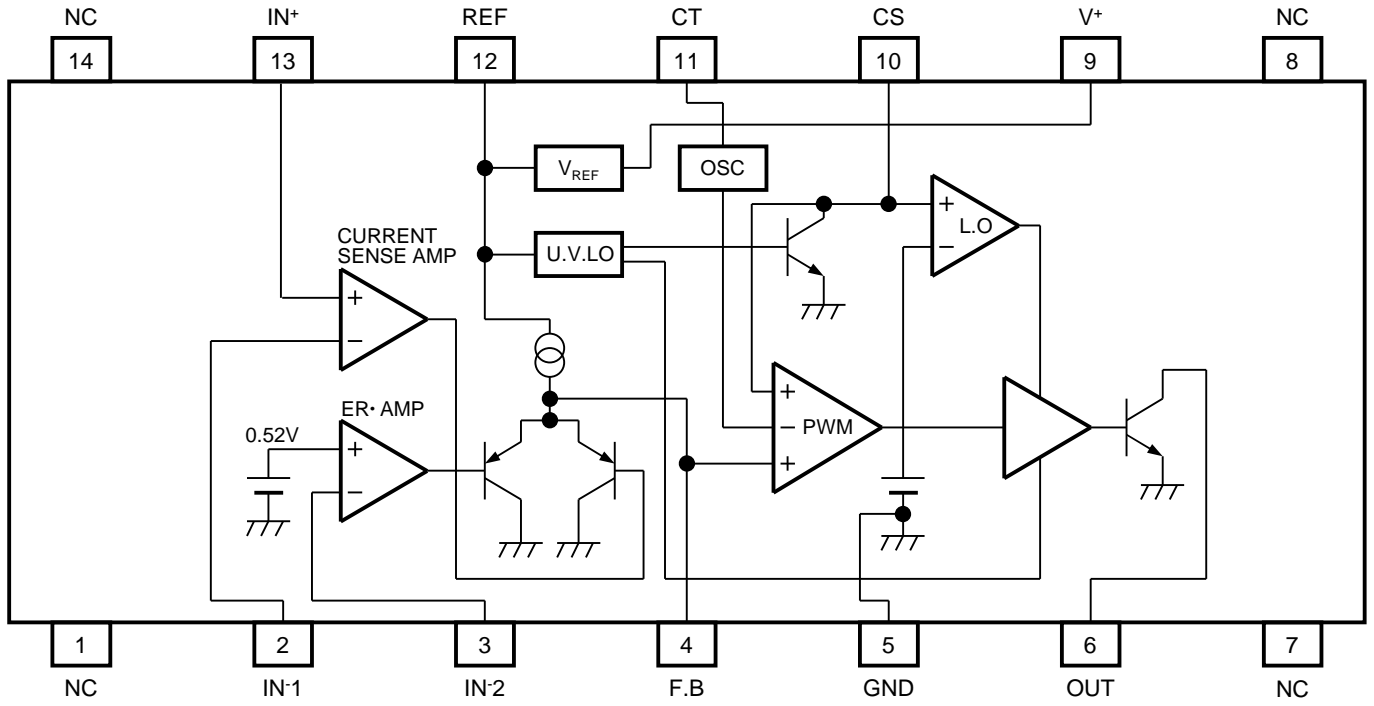 NC IN+ REF CT CS V+ NC
14 13 12 11 10 9 8
VREF OSC
+ L.O
−
CURRENT
SENSE AMP
U.V.LO
+
−
ER• AMP
0.52V
+
−
+
− PWM
+
1 2 3 4 5 6 7
NC IN-1 IN-2 F.B GND OUT NC